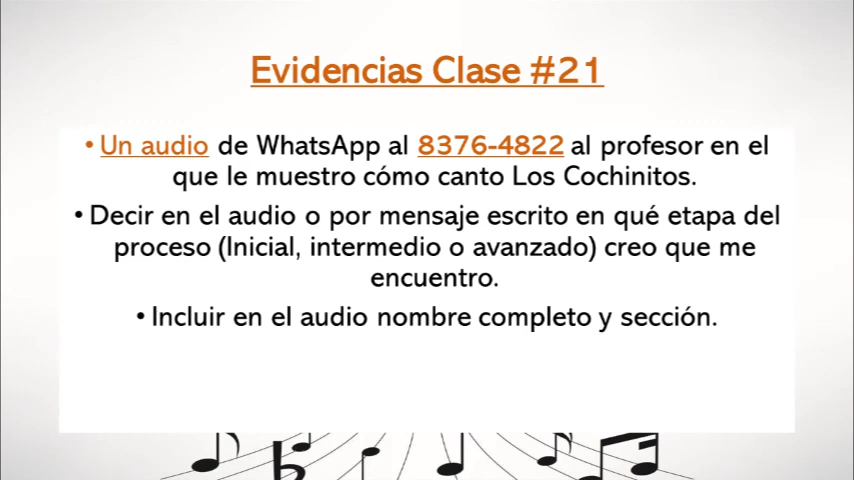 Evidencias Clase #21
• Un audio de WhatsApp al 8376-4822 al profesor en el
que le muestro cómo canto Los Cochinitos.
• Decir en el audio o por mensaje escrito en qué etapa del
proceso (Inicial, intermedio o avanzado) creo que me
encuentro.
• Incluir en el audio nombre completo y sección.